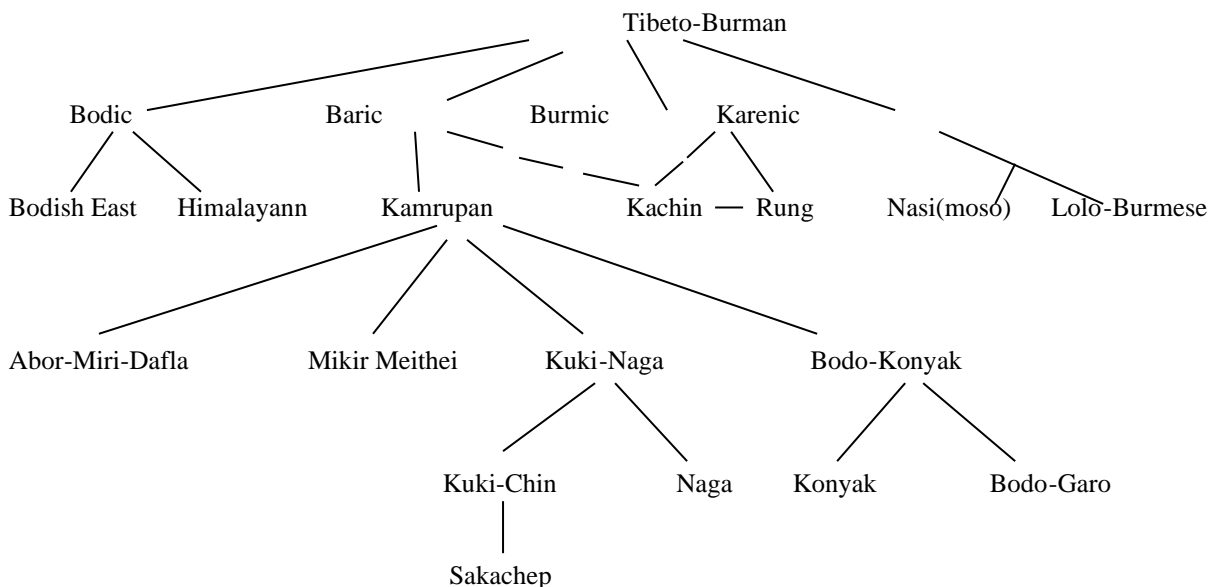 Tibeto-Burman
Bodic Baric Burmic Karenic
Bodish East Himalayann Kamrupan Kachin Rung Nasi(moso) Lolo-Burmese
Abor-Miri-Dafla Mikir Meithei Kuki-Naga Bodo-Konyak
Kuki-Chin Naga Konyak Bodo-Garo
Sakachep